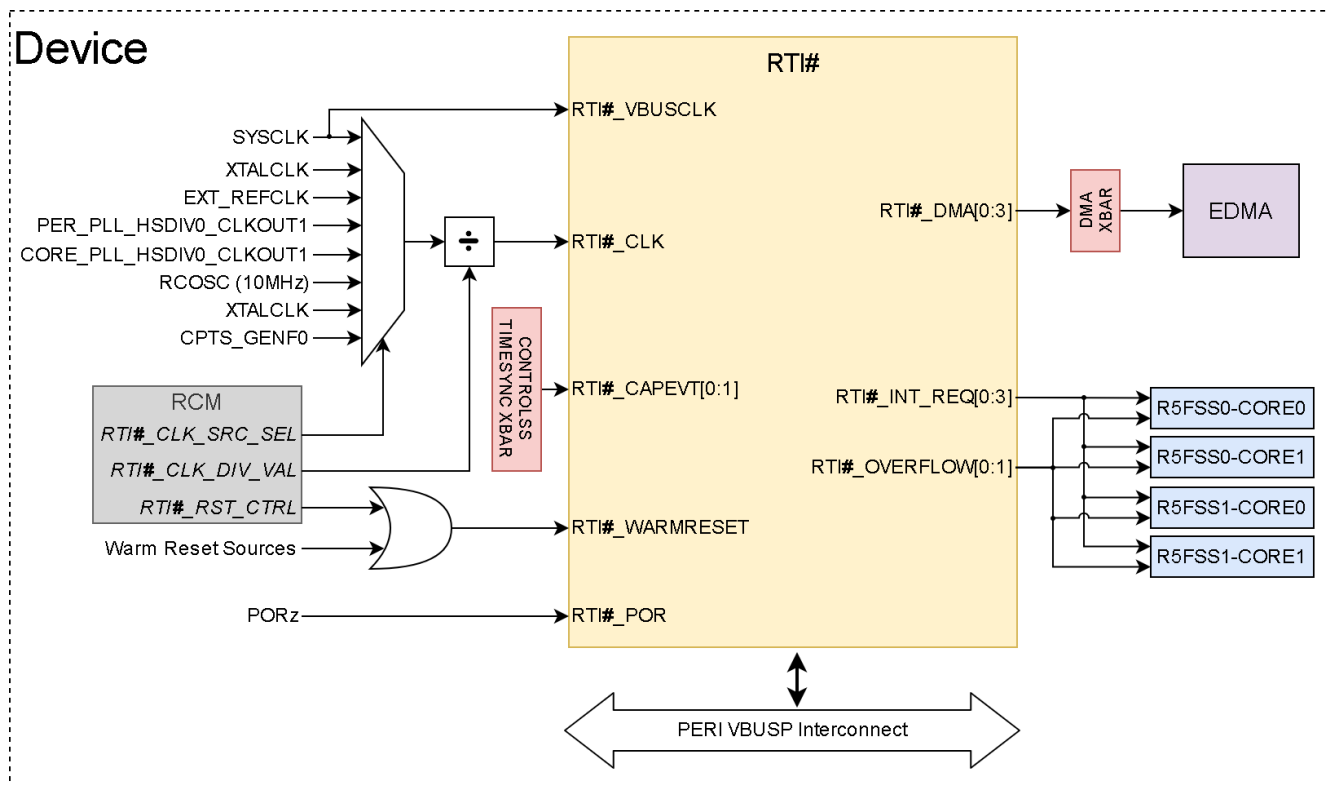 Device
RTI#
RTI#_VBUSCLK
SYSCLK
XTALCLK
EXT_REFCLK
PER_PLL_HSDIV0_CLKOUT1
CORE_PLL_HSDIV0_CLKOUT1
RCOSC (10MHz)
XTALCLK
CPTS_GENF0
÷
RTI#_CLK
RTI#_DMA[0:3]
DMA
XBAR
EDMA
CONTROLSS
TIMESYNC XBAR
RTI#_CAPEVT[0:1]
RTI#_INT_REQ[0:3]
RTI#_OVERFLOW[0:1]
R5FSS0-CORE0
R5FSS0-CORE1
R5FSS1-CORE0
R5FSS1-CORE1
RCM
RTI#_CLK_SRC_SEL
RTI#_CLK_DIV_VAL
RTI#_RST_CTRL
Warm Reset Sources
RTI#_WARMRESET
PORz
RTI#_POR
PERI VBUSP Interconnect